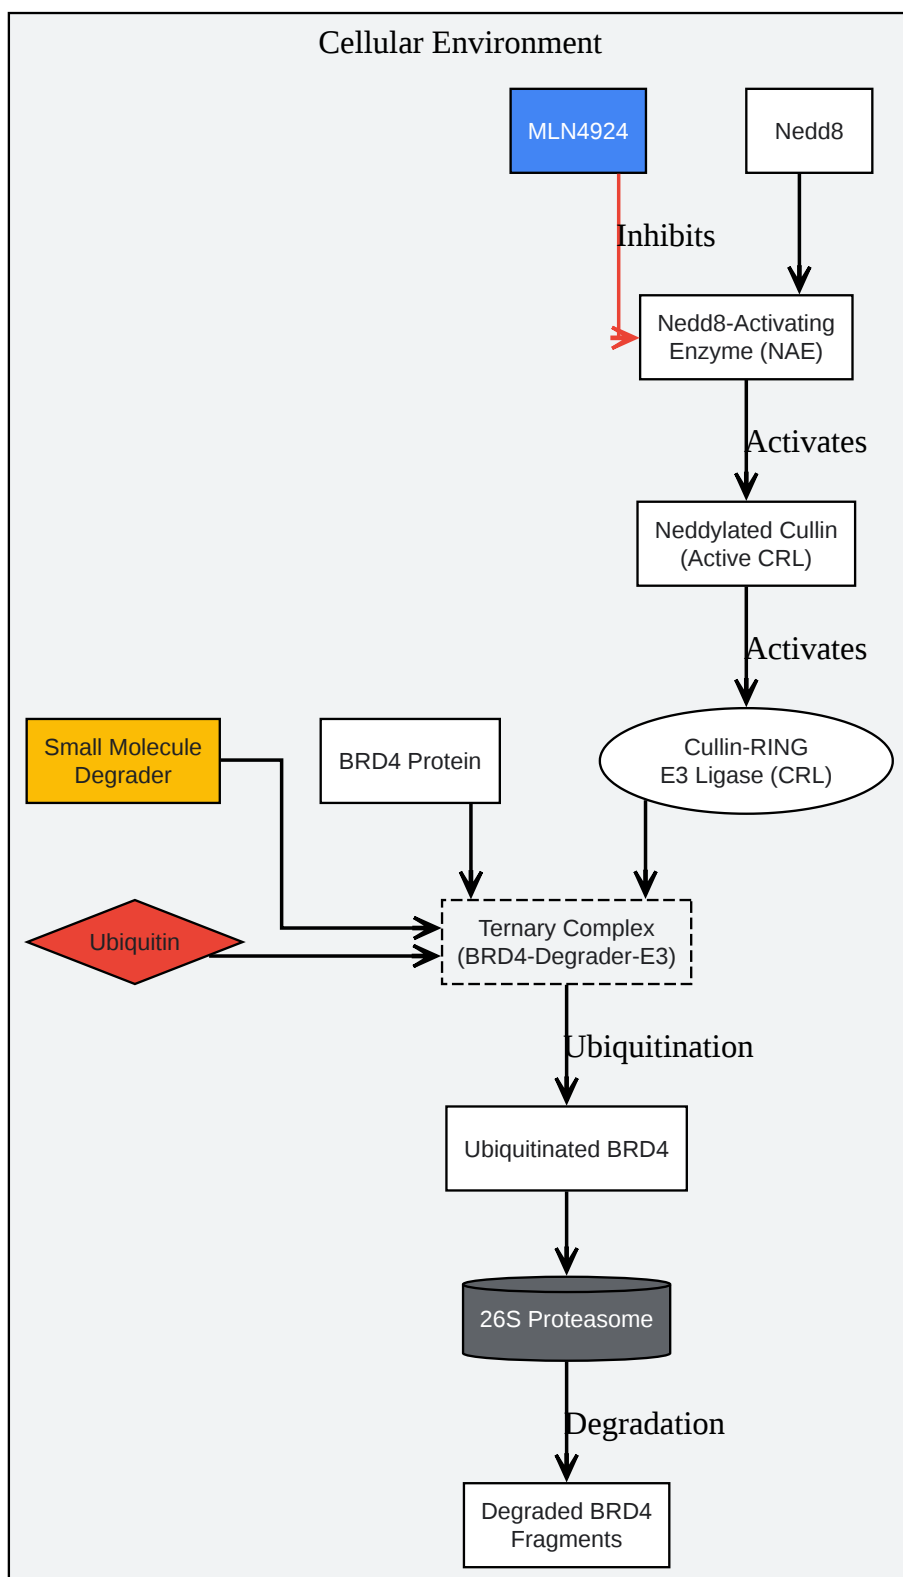 Cellular Environment
MLN4924
Nedd8
Inhibits
Nedd8-Activating
Enzyme (NAE)
Activates
Neddylated Cullin
(Active CRL)
Activates
Small Molecule
Degrader
BRD4 Protein
Cullin-RING
E3 Ligase (CRL)
Ubiquitin
Ternary Complex
(BRD4-Degrader-E3)
Ubiquitination
Ubiquitinated BRD4
26S Proteasome
Degradation
Degraded BRD4
Fragments